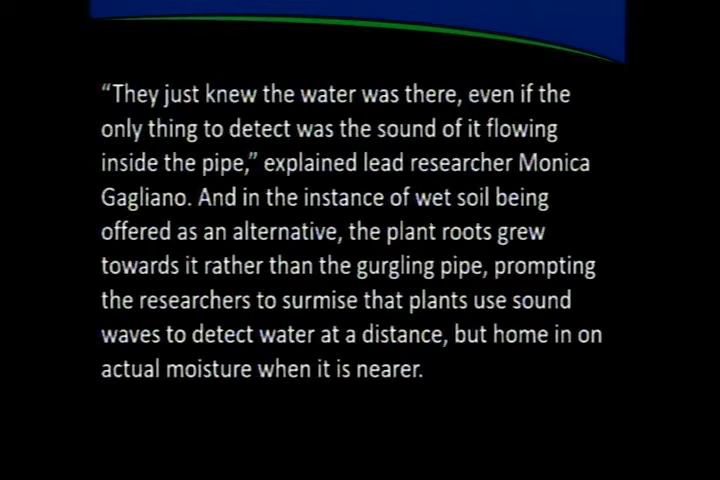 “They just knew the water was there, even if the
only thing to detect was the sound of it flowing
inside the pipe,” explained lead researcher Monica
Gagliano. And in the instance of wet soil being
offered as an alternative, the plant roots grew
towards it rather than the gurgling pipe, prompting
the researchers to surmise that plants use sound
waves to detect water at a distance, but home in on
actual moisture when it is nearer.